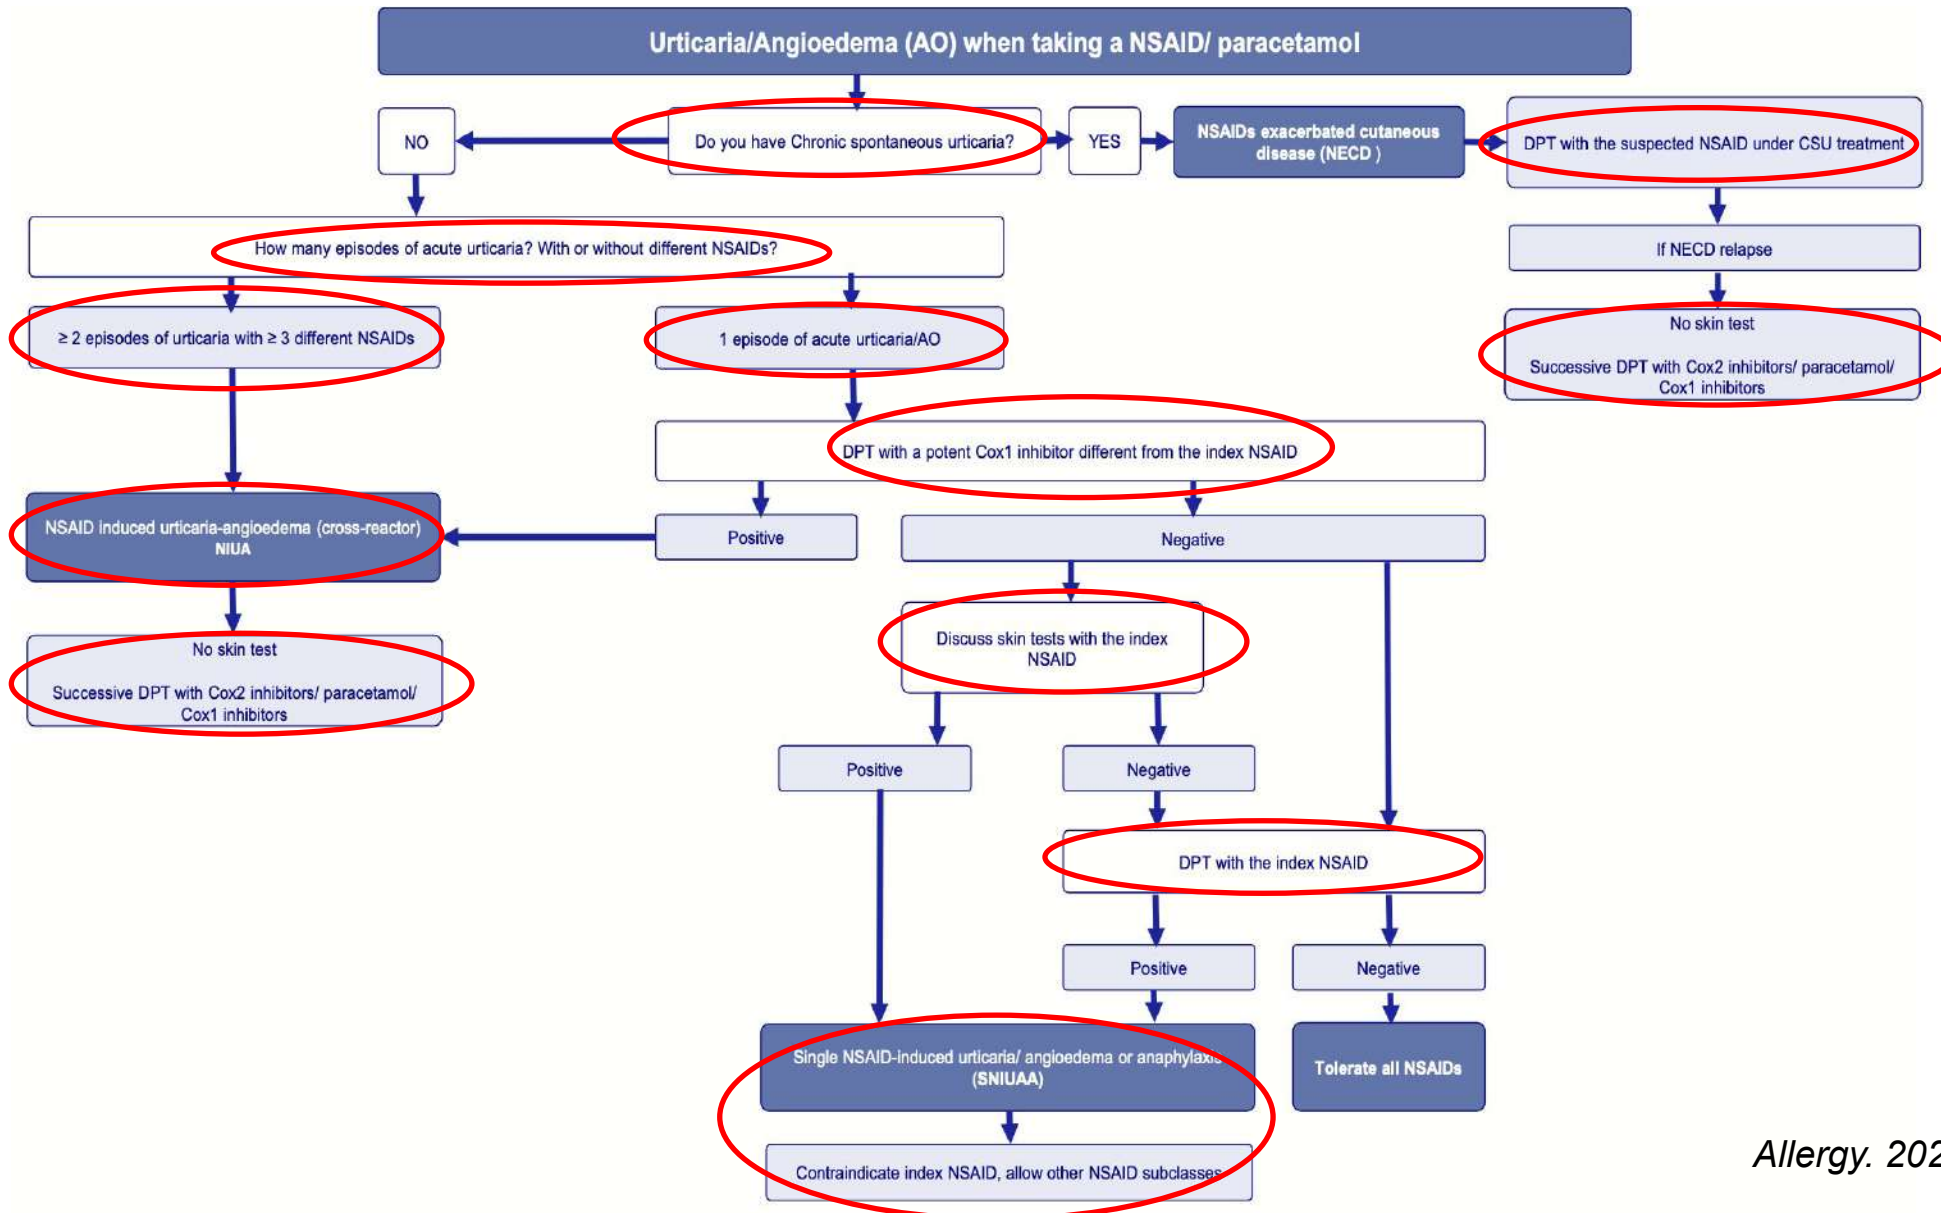 Urticaria/Angioedema (AO) when taking a NSAID/ paracetamol
NO
Do you have Chronic spontaneous urticaria?
YES
NSAIDs exacerbated cutaneous
disease (NECD )
DPT with the suspected NSAID under CSU treatment
How many episodes of acute urticaria? With or without different NSAIDs?
If NECD relapse
≥ 2 episodes of urticaria with ≥ 3 different NSAIDs
1 episode of acute urticaria/AO
No skin test
Successive DPT with Cox2 inhibitors/ paracetamol/
Cox1 inhibitors
DPT with a potent Cox1 inhibitor different from the index NSAID
NSAID induced urticaria-angioedema (cross-reactor)
NIUA
Positive
Negative
No skin test
Successive DPT with Cox2 inhibitors/ paracetamol/
Cox1 inhibitors
Discuss skin tests with the index
NSAID
Positive
Negative
DPT with the index NSAID
Positive
Negative
Single NSAID-induced urticaria/ angioedema or anaphylaxis
(SNIUAA)
Tolerate all NSAIDs
Contraindicate index NSAID, allow other NSAID subclasses
Allergy. 202